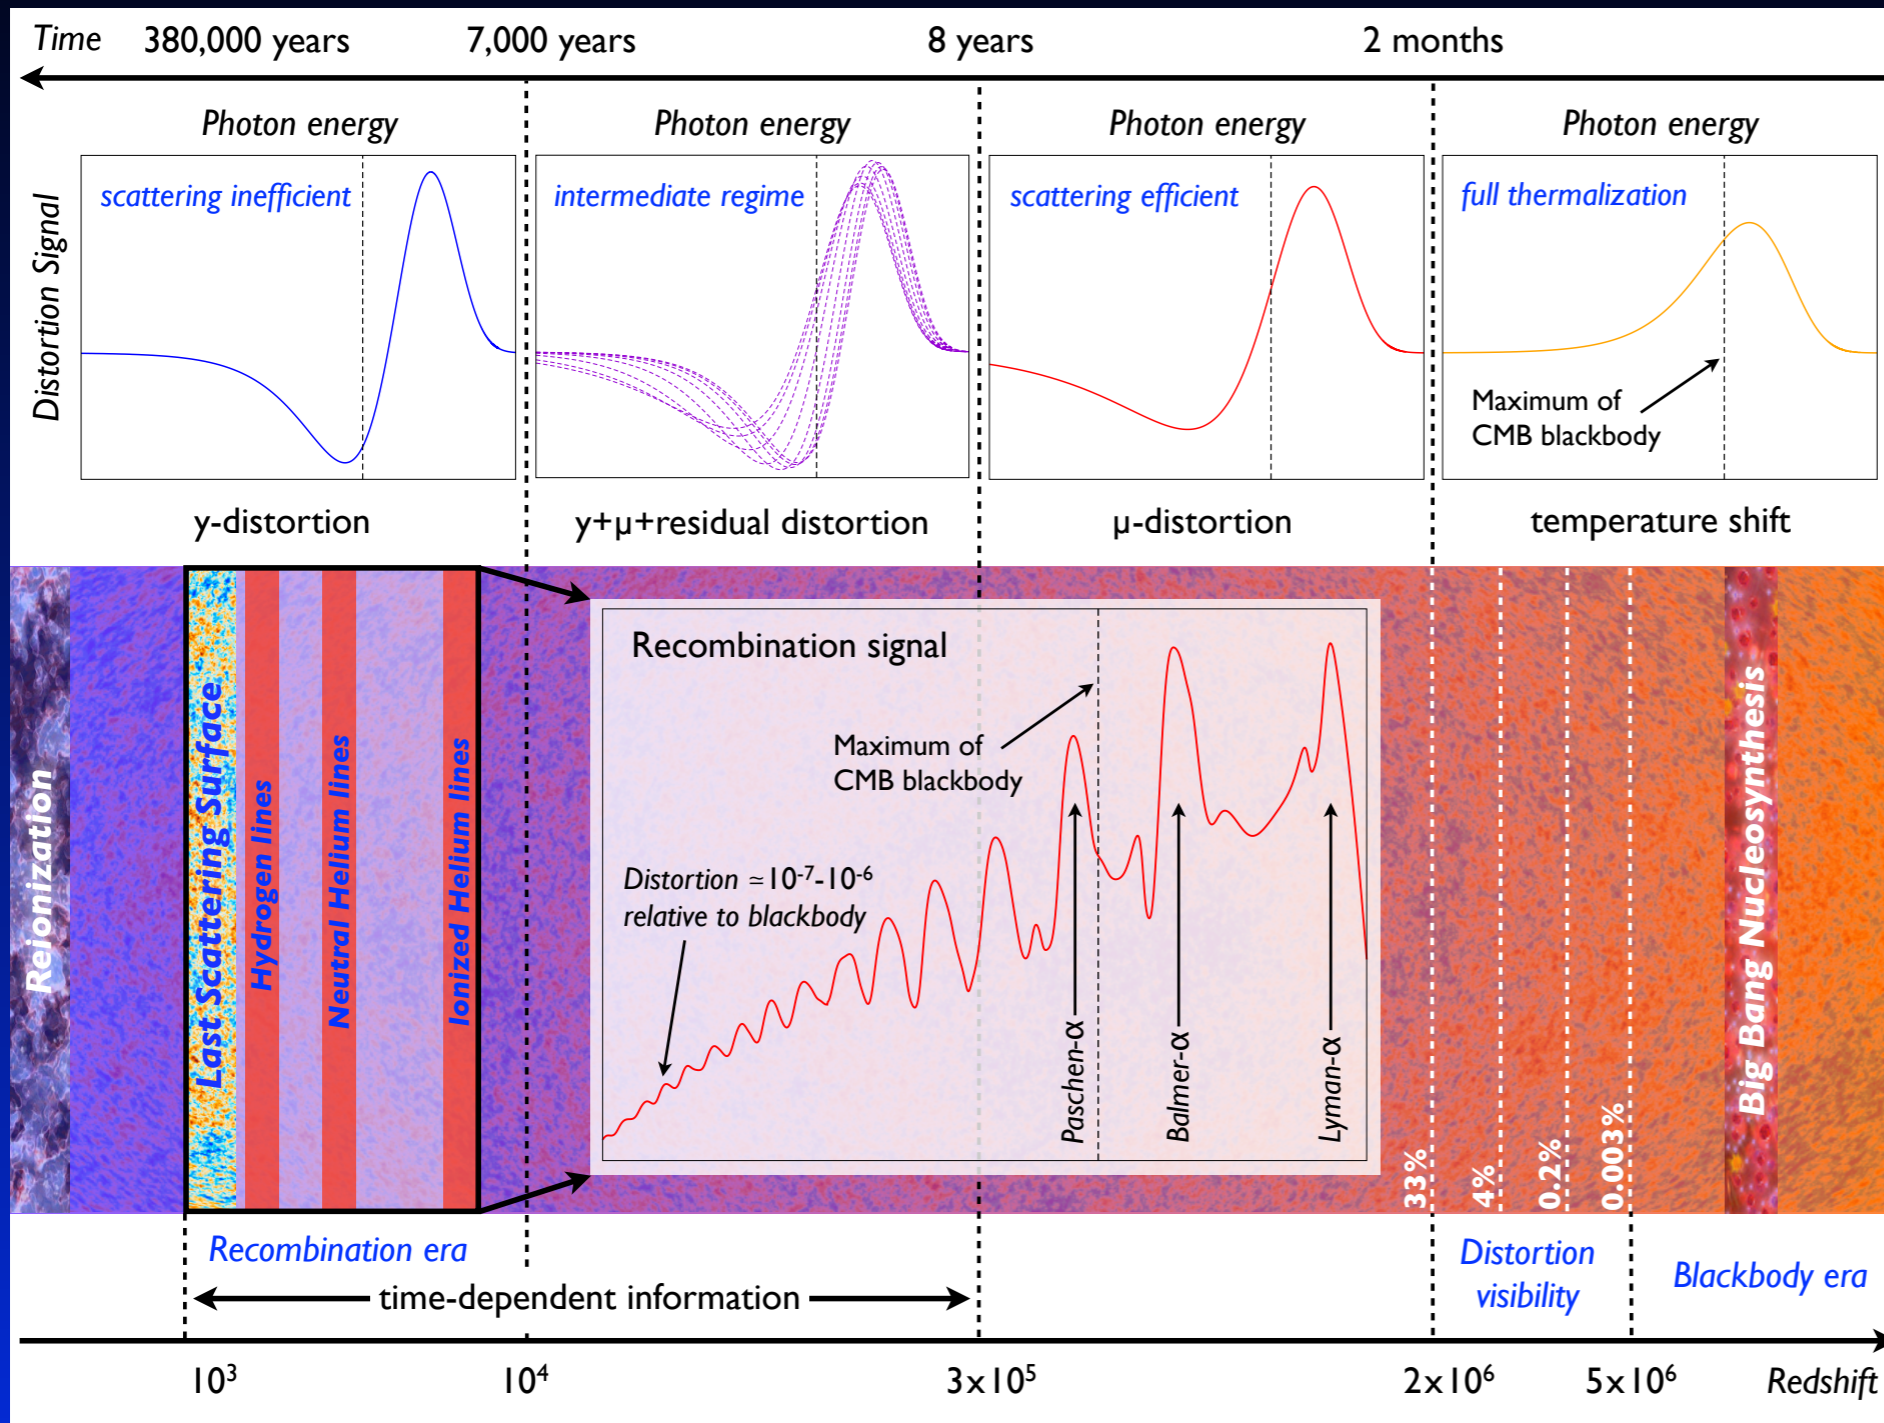 Time 380,000 years 7,000 years 8 years 2 months
Photon energy Photon energy Photon energy Photon energy
Distortion Signal
scattering inefficient
intermediate regime
scattering efficient
full thermalization
Maximum of
CMB blackbody
y-distortion y+μ+residual distortion μ-distortion temperature shift
Reionization
Last Scattering Surface
Hydrogen lines
Neutral Helium lines
Ionized Helium lines
Recombination signal
Maximum of
CMB blackbody
Distortion ≃10⁻⁷-10⁻⁶
relative to blackbody
Paschen-α
Balmer-α
Lyman-α
33%
4%
0.2%
0.003%
Big Bang Nucleosynthesis
Recombination era
time-dependent information
Distortion
visibility
Blackbody era
10³ 10⁴ 3x10⁵ 2x10⁶ 5x10⁶ Redshift